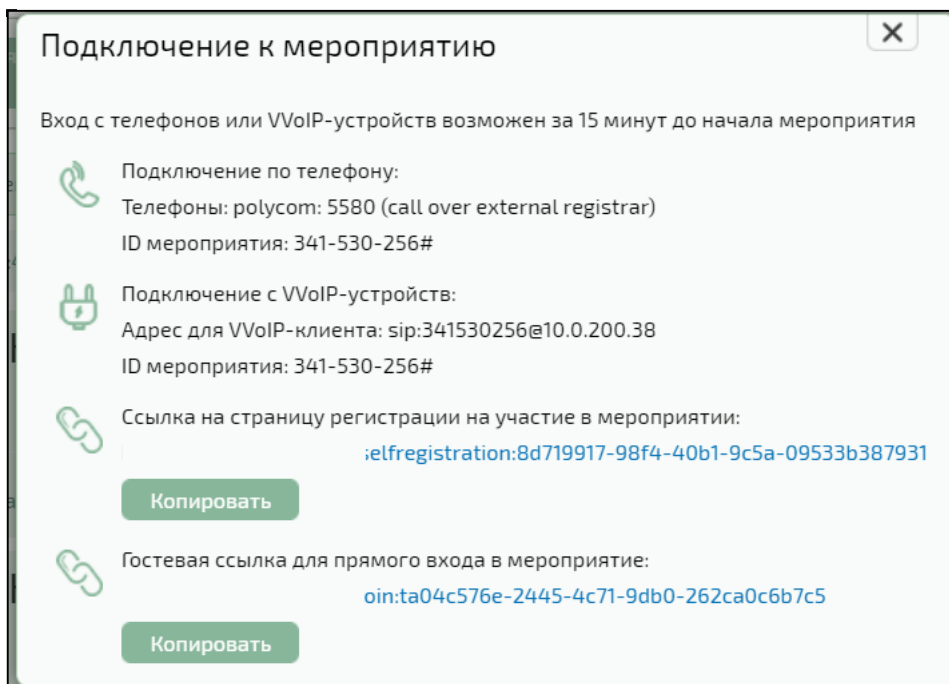 Подключение к мероприятию
Вход с телефонов или VVoIP-устройств возможен за 15 минут до начала мероприятия
Подключение по телефону:
Телефоны: polycom: 5580 (call over external registrar)
ID мероприятия: 341-530-256#
Подключение с VVoIP-устройств:
Адрес для VVoIP-клиента: sip:341530256@10.0.200.38
ID мероприятия: 341-530-256#
Ссылка на страницу регистрации на участие в мероприятии:
elfregistration:8d719917-98f4-40b1-9c5a-09533b387931
Копировать
Гостевая ссылка для прямого входа в мероприятие:
oin:ta04c576e-2445-4c71-9db0-262ca0c6b7c5
Копировать